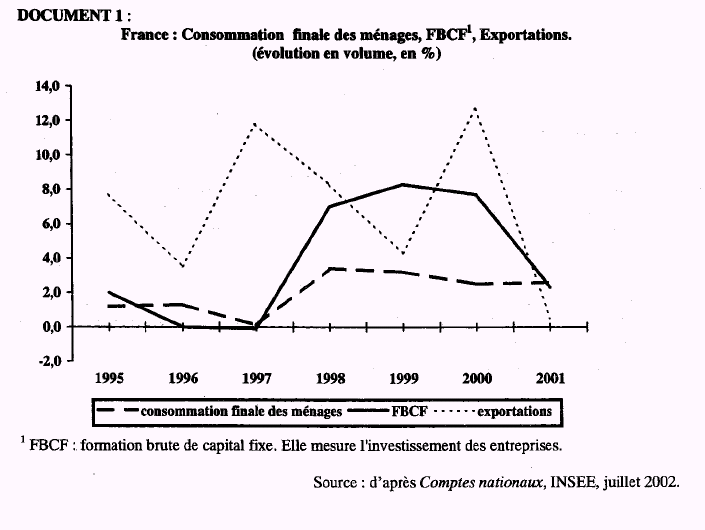 DOCUMENT 1 :
France : Consommation finale des ménages, FBCF¹, Exportations.
(évolution en volume, en %)
14,0
12,0
10,0
8,0
6,0
4,0
2,0
0,0
-2,0
1995 1996 1997 1998 1999 2000 2001
consommation finale des ménages FBCF exportations
¹ FBCF : formation brute de capital fixe. Elle mesure l'investissement des entreprises.
Source : d'après Comptes nationaux, INSEE, juillet 2002.